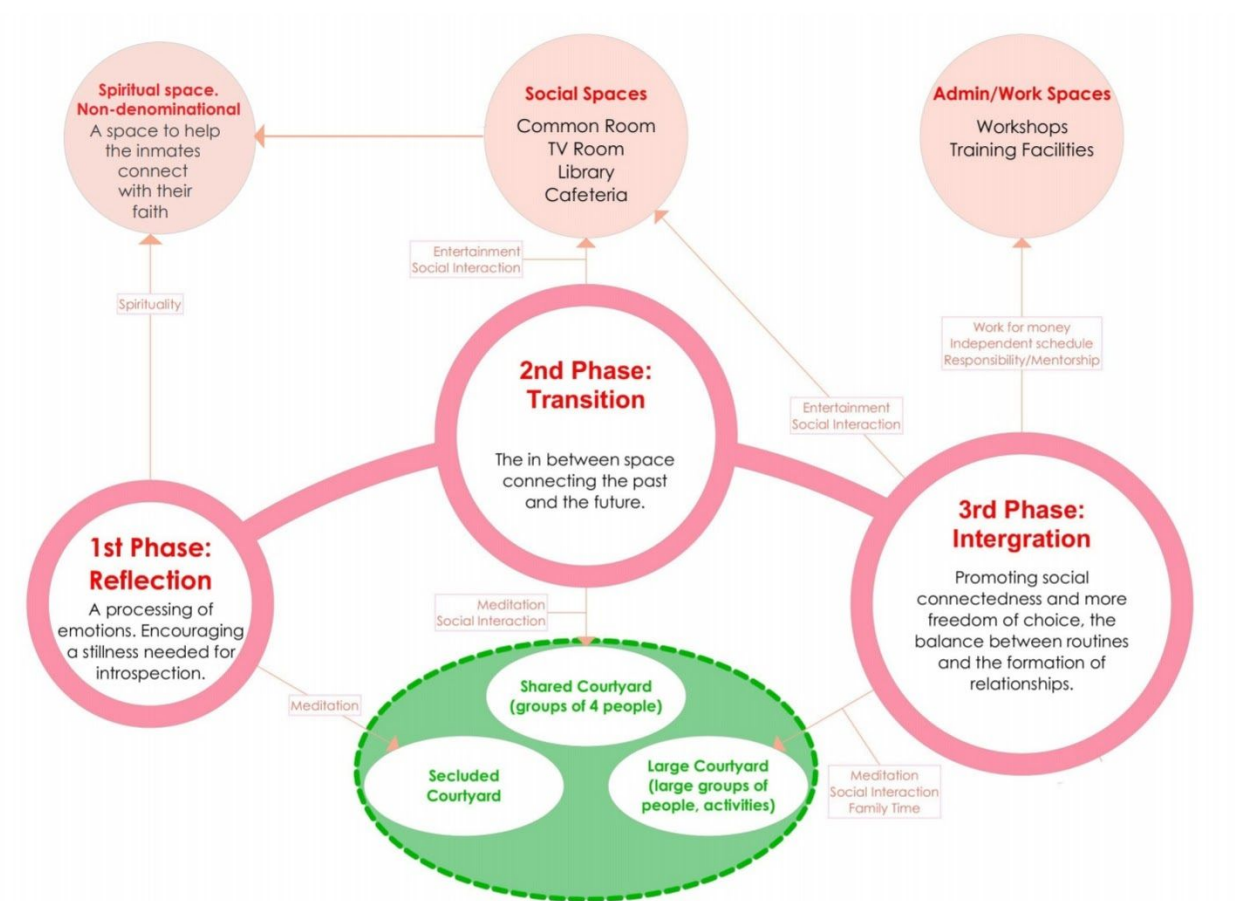 Spiritual space.
Non-denominational
A space to help
the inmates
connect
with their
faith
Social Spaces
Common Room
TV Room
Library
Cafeteria
Admin/Work Spaces
Workshops
Training Facilities
Entertainment
Social Interaction
Spirituality
Work for money
Independent schedule
Responsibility/Mentorship
Entertainment
Social Interaction
2nd Phase:
Transition
The in between space
connecting the past
and the future.
1st Phase:
Reflection
A processing of
emotions. Encouraging
a stillness needed for
introspection.
3rd Phase:
Intergration
Promoting social
connectedness and more
freedom of choice, the
balance between routines
and the formation of
relationships.
Meditation
Social Interaction
Meditation
Shared Courtyard
(groups of 4 people)
Secluded
Courtyard
Large Courtyard
(large groups of
people, activities)
Meditation
Social Interaction
Family Time